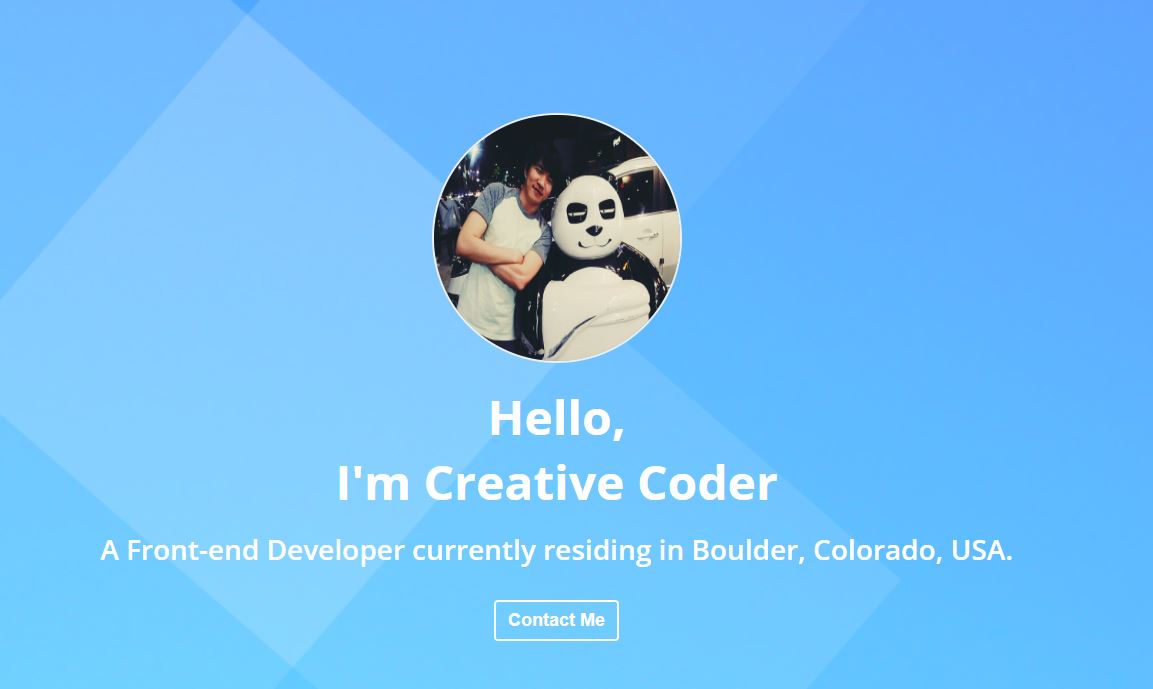 Hello,
I'm Creative Coder
A Front-end Developer currently residing in Boulder, Colorado, USA.
Contact Me